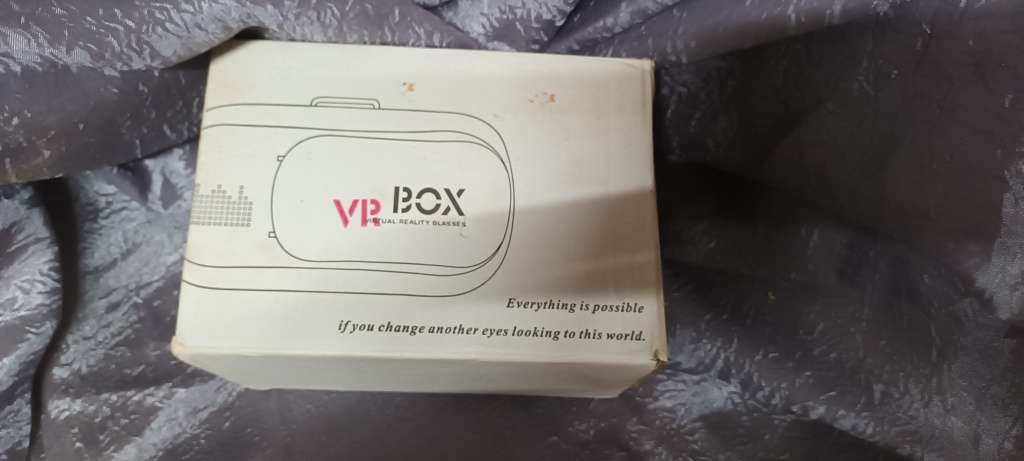 VR BOX
VIRTUAL REALITY GLASSES
Everything is possible
if you change another eyes looking to this world.